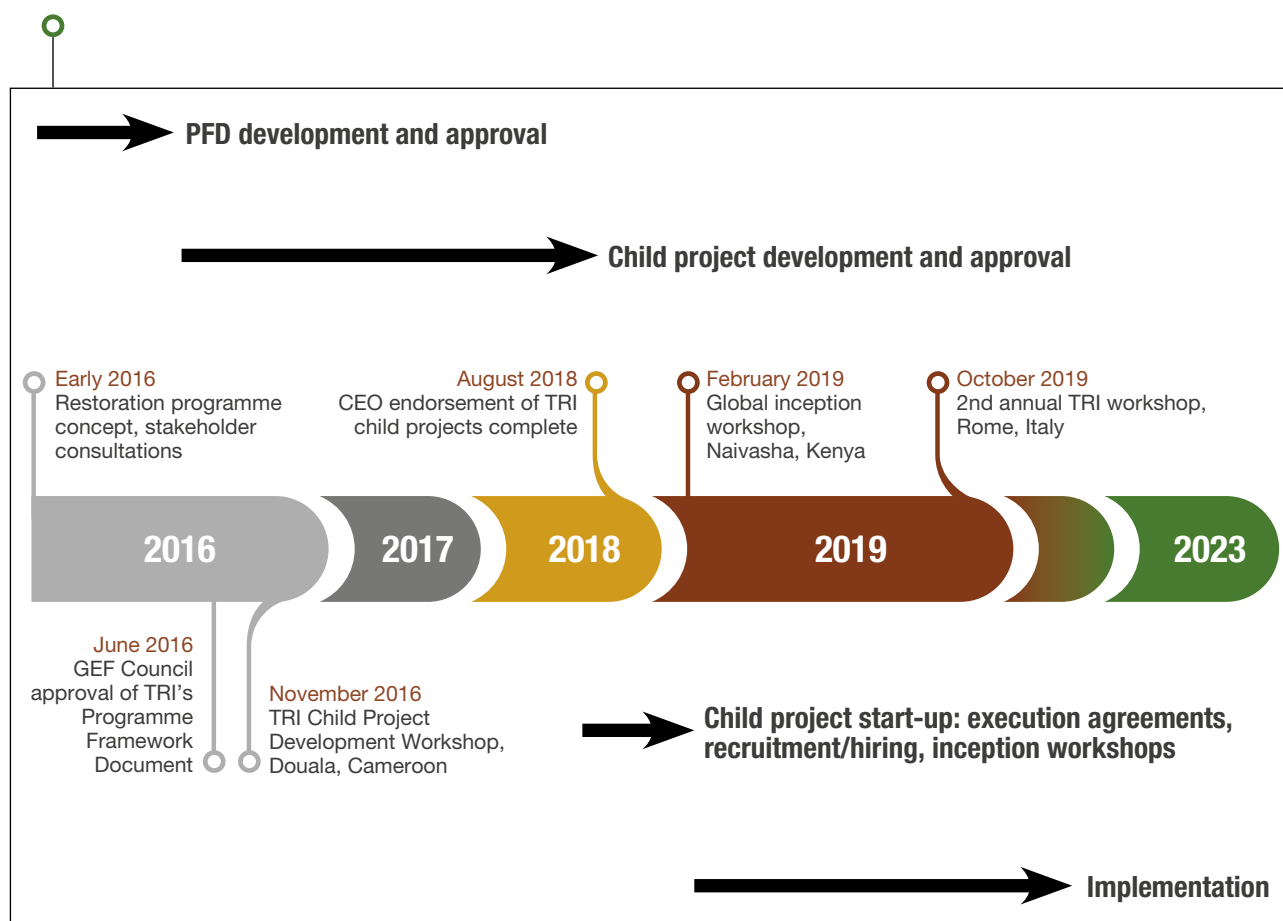 PFD development and approval
Child project development and approval
Early 2016
Restoration programme
concept, stakeholder
consultations
August 2018
CEO endorsement of TRI
child projects complete
February 2019
Global inception
workshop,
Naivasha, Kenya
October 2019
2nd annual TRI workshop,
Rome, Italy
2016
2017
2018
2019
2023
June 2016
GEF Council
approval of TRI's
Programme
Framework
Document
November 2016
TRI Child Project
Development Workshop,
Douala, Cameroon
Child project start-up: execution agreements,
recruitment/hiring, inception workshops
Implementation